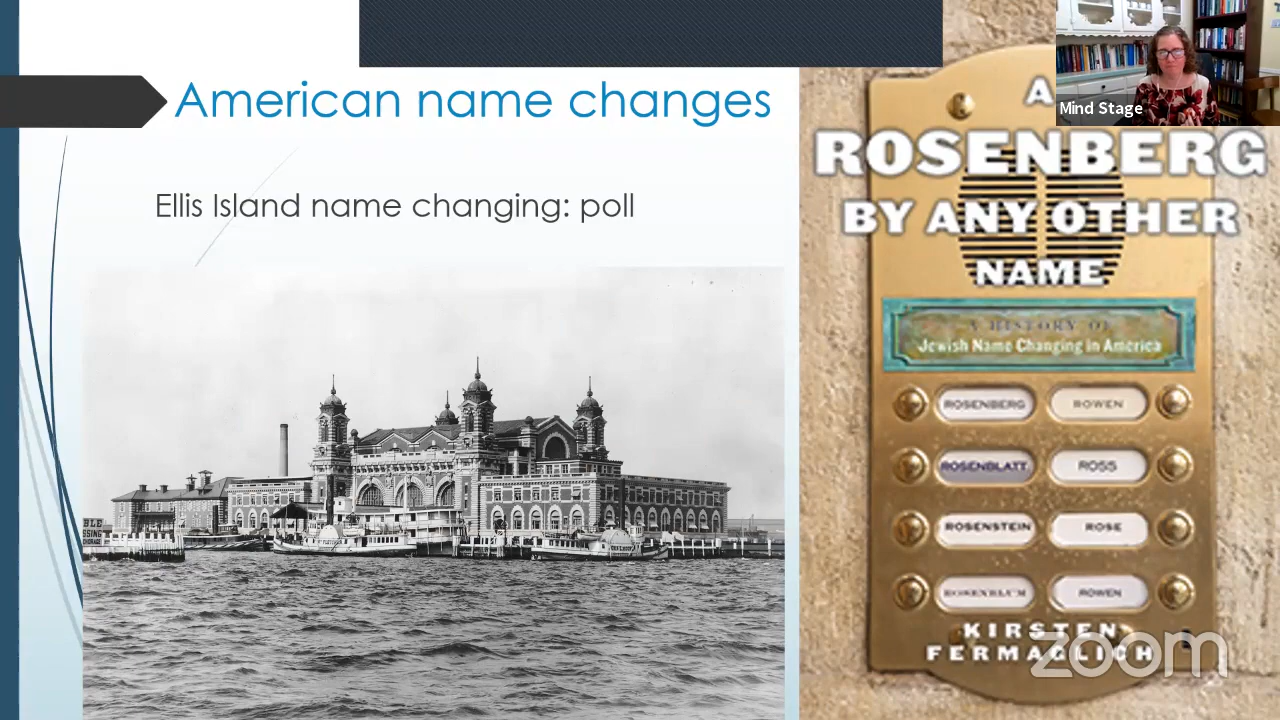 American name changes
Ellis Island name changing: poll
A
ROSENBERG
BY ANY OTHER
NAME
A HISTORY OF
Jewish Name Changing in America
ROSENBERG
ROWEN
ROSENBLATT
ROSS
ROSENSTEIN
ROSE
ROSENBLUM
ROWEN
KIRSTEN
FERMAGLICH
zoom
Mind Stage